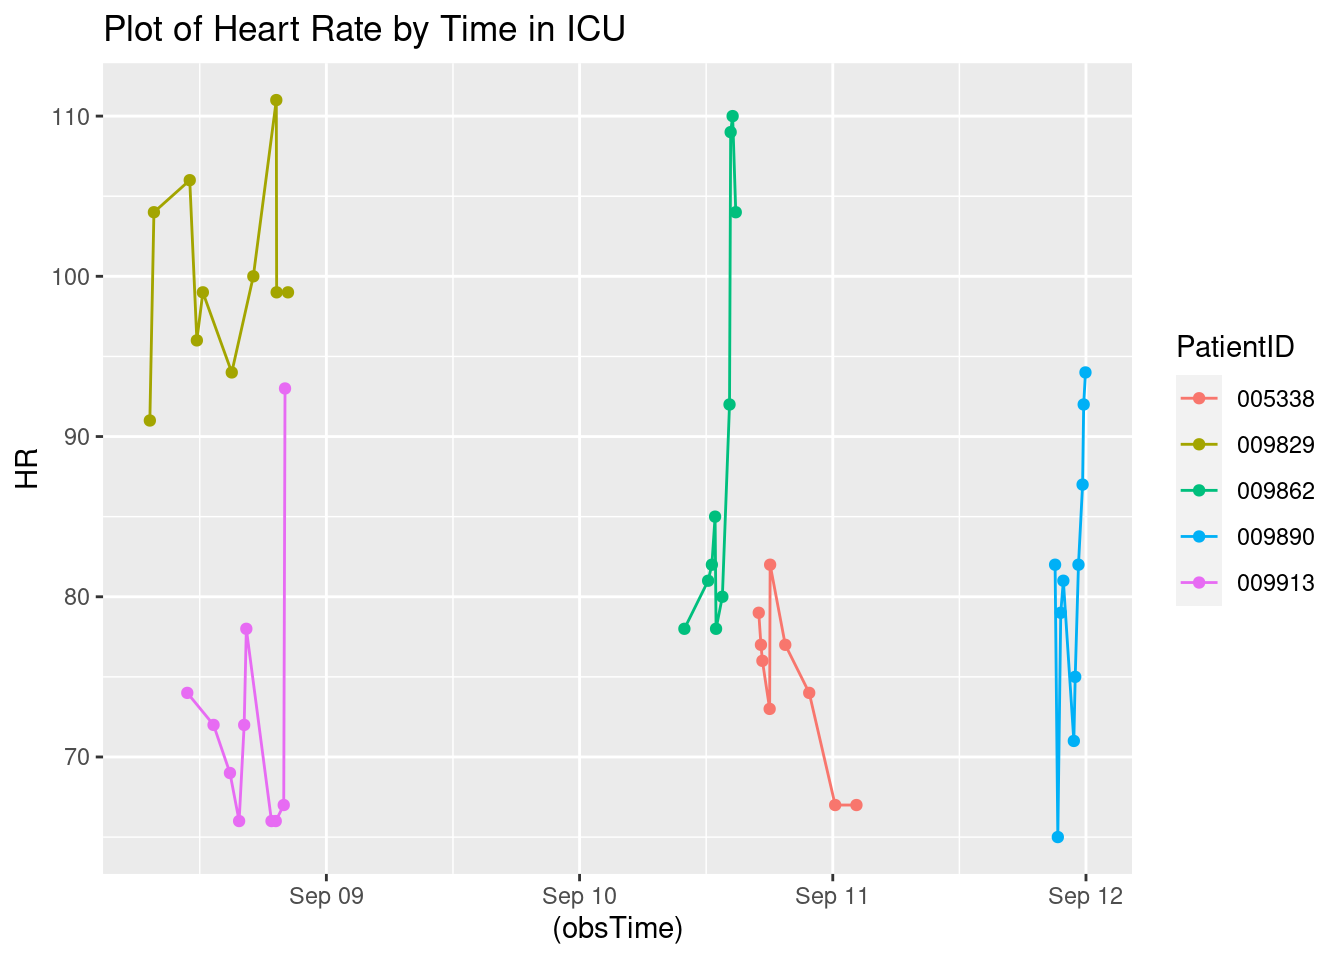 Plot of Heart Rate by Time in ICU
110
100
90
80
70
HR
Sep 09
Sep 10
Sep 11
Sep 12
(obsTime)
PatientID
005338
009829
009862
009890
009913